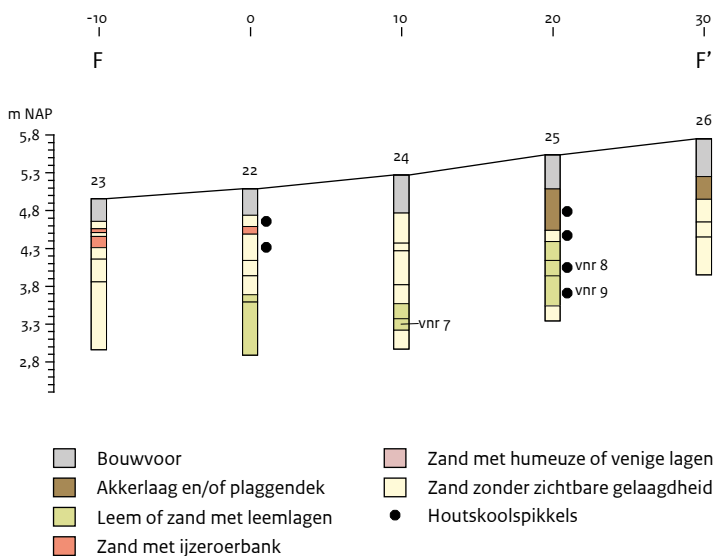 -10 0 10 20 30
F F'
m NAP
5,8
5,3
4,8
4,3
3,8
3,3
2,8
23
22
24
25
26
vnr 8
vnr 9
vnr 7
Bouwvoor
Akkerlaag en/of plaggendek
Leem of zand met leemlagen
Zand met ijzeroerbank
Zand met humeuze of venige lagen
Zand zonder zichtbare gelaagdheid
Houtskoolspikkels